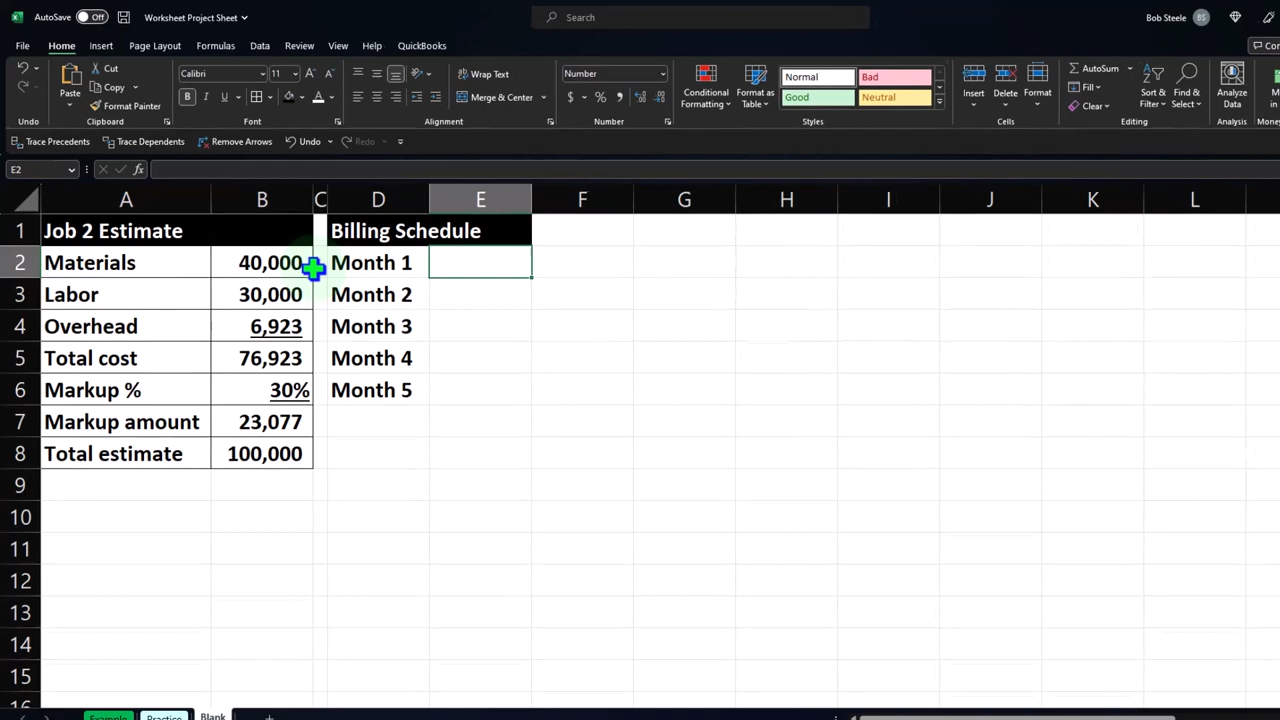 AutoSave Off Worksheet Project Sheet Search Bob Steele BS
File Home Insert Page Layout Formulas Data Review View Help QuickBooks
Paste Cut Copy Format Painter
Calibri 11
B I U
Wrap Text
Merge & Center
Number
$ %
Conditional Formatting Format as Table
Normal Bad
Good Neutral
Insert Delete Format
AutoSum Fill Clear
Sort & Filter Find & Select
Analyze Data
Undo Clipboard Font Alignment Number Styles Cells Editing Analysis
Trace Precedents Trace Dependents Remove Arrows Undo Redo
E2 fx
A B C D E F G H I J K L
1 Job 2 Estimate Billing Schedule
2 Materials 40,000 Month 1
3 Labor 30,000 Month 2
4 Overhead 6,923 Month 3
5 Total cost 76,923 Month 4
6 Markup % 30% Month 5
7 Markup amount 23,077
8 Total estimate 100,000
9
10
11
12
13
14
15
16
Example Practice Blank